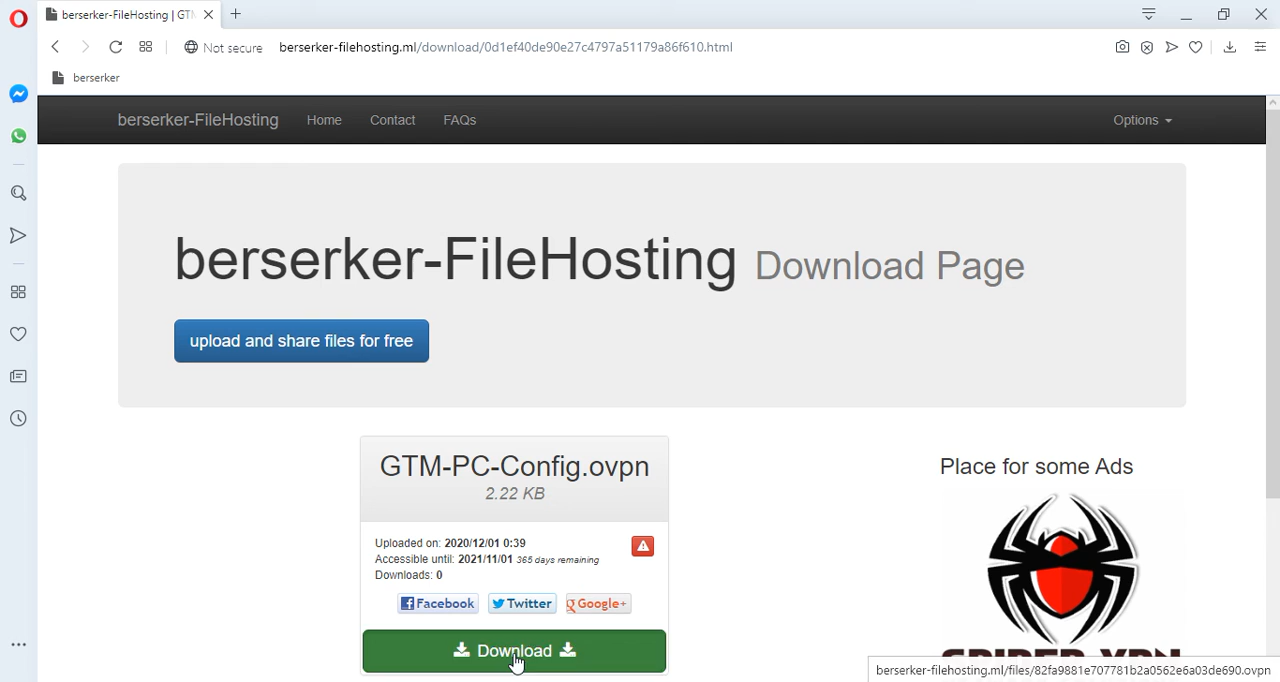 berserker-FileHosting | GT
Not secure berserker-filehosting.ml/download/0d1ef40de90e27c4797a51179a86f610.html
berserker
berserker-FileHosting Home Contact FAQs Options
berserker-FileHosting Download Page
upload and share files for free
GTM-PC-Config.ovpn
2.22 KB
Uploaded on: 2020/12/01 0:39
Accessible until: 2021/11/01 365 days remaining
Downloads: 0
Facebook Twitter Google+
Download
Place for some Ads
SPIDER VPN
berserker-filehosting.ml/files/82fa9881e707781b2a0562e6a03de690.ovpn